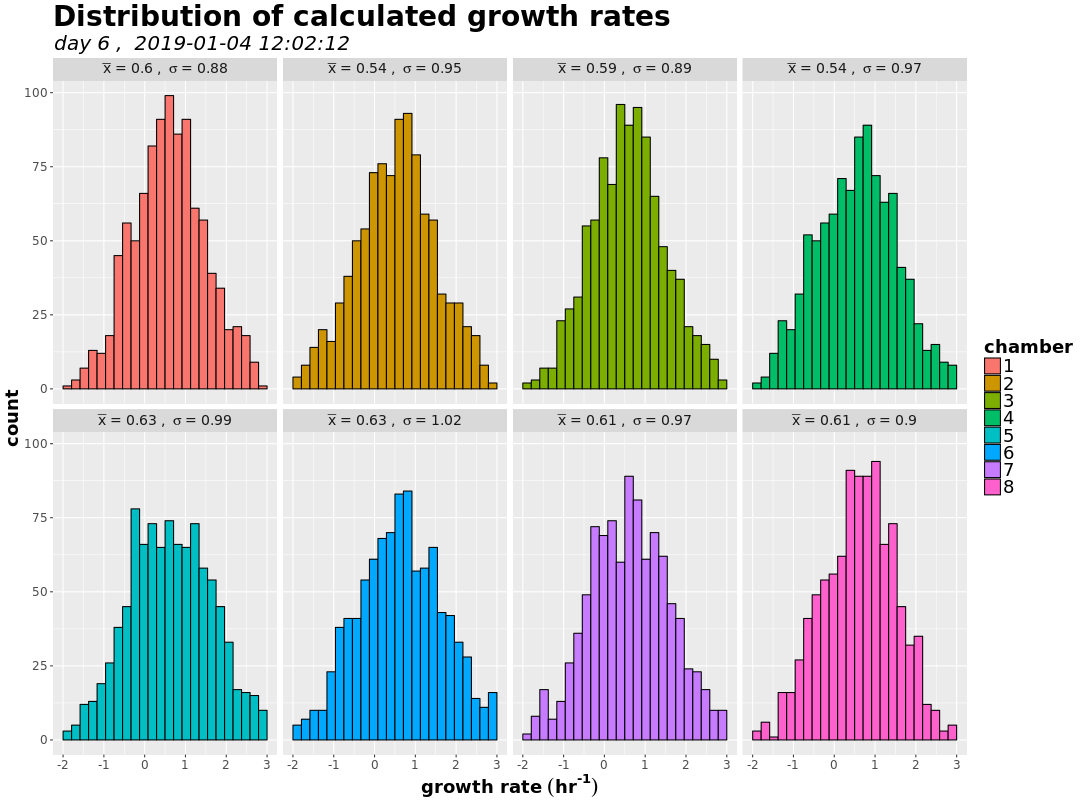 Distribution of calculated growth rates
day 6 ,  2019-01-04 12:02:12
x̅ = 0.6 ,  σ = 0.88
x̅ = 0.54 ,  σ = 0.95
x̅ = 0.59 ,  σ = 0.89
x̅ = 0.54 ,  σ = 0.97
100
75
50
25
0
x̅ = 0.63 ,  σ = 0.99
x̅ = 0.63 ,  σ = 1.02
x̅ = 0.61 ,  σ = 0.97
x̅ = 0.61 ,  σ = 0.9
100
75
50
25
0
-2 -1 0 1 2 3
-2 -1 0 1 2 3
-2 -1 0 1 2 3
-2 -1 0 1 2 3
count
growth rate (hr⁻¹)
chamber
1
2
3
4
5
6
7
8